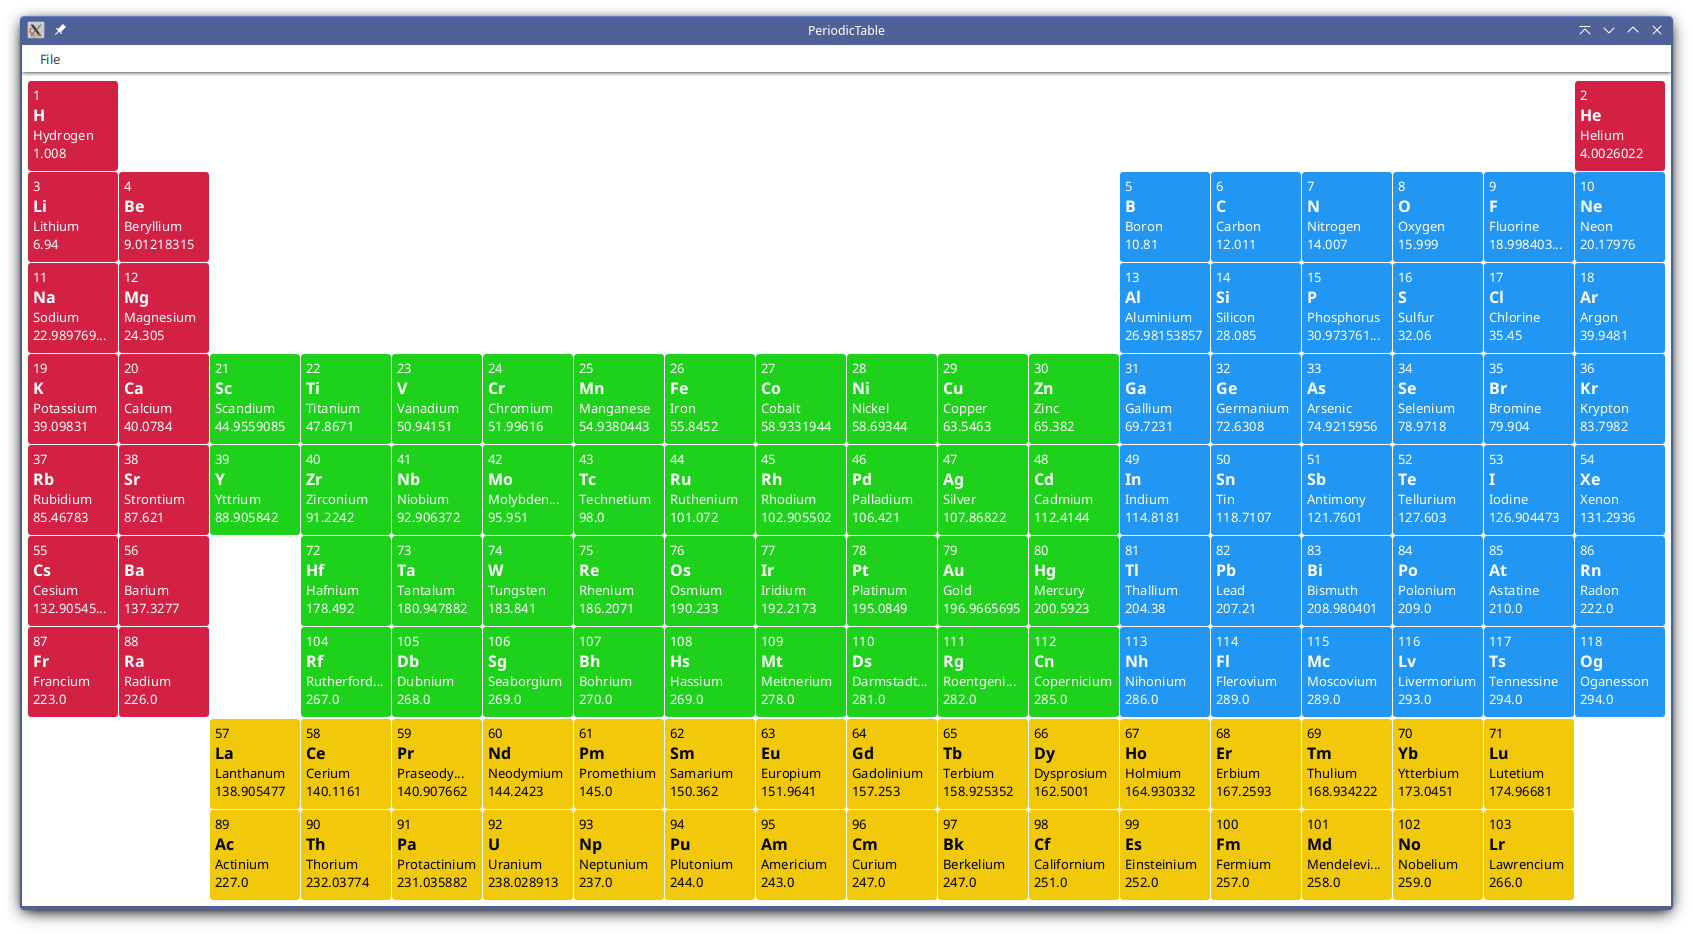 PeriodicTable
File
1
H
Hydrogen
1.008
2
He
Helium
4.0026022
3
Li
Lithium
6.94
4
Be
Beryllium
9.01218315
5
B
Boron
10.81
6
C
Carbon
12.011
7
N
Nitrogen
14.007
8
O
Oxygen
15.999
9
F
Fluorine
18.998403...
10
Ne
Neon
20.17976
11
Na
Sodium
22.989769...
12
Mg
Magnesium
24.305
13
Al
Aluminium
26.98153857
14
Si
Silicon
28.085
15
P
Phosphorus
30.973761...
16
S
Sulfur
32.06
17
Cl
Chlorine
35.45
18
Ar
Argon
39.9481
19
K
Potassium
39.09831
20
Ca
Calcium
40.0784
21
Sc
Scandium
44.9559085
22
Ti
Titanium
47.8671
23
V
Vanadium
50.94151
24
Cr
Chromium
51.99616
25
Mn
Manganese
54.9380443
26
Fe
Iron
55.8452
27
Co
Cobalt
58.9331944
28
Ni
Nickel
58.69344
29
Cu
Copper
63.5463
30
Zn
Zinc
65.382
31
Ga
Gallium
69.7231
32
Ge
Germanium
72.6308
33
As
Arsenic
74.9215956
34
Se
Selenium
78.9718
35
Br
Bromine
79.904
36
Kr
Krypton
83.7982
37
Rb
Rubidium
85.46783
38
Sr
Strontium
87.621
39
Y
Yttrium
88.905842
40
Zr
Zirconium
91.2242
41
Nb
Niobium
92.906372
42
Mo
Molybden...
95.951
43
Tc
Technetium
98.0
44
Ru
Ruthenium
101.072
45
Rh
Rhodium
102.905502
46
Pd
Palladium
106.421
47
Ag
Silver
107.86822
48
Cd
Cadmium
112.4144
49
In
Indium
114.8181
50
Sn
Tin
118.7107
51
Sb
Antimony
121.7601
52
Te
Tellurium
127.603
53
I
Iodine
126.904473
54
Xe
Xenon
131.2936
55
Cs
Cesium
132.90545...
56
Ba
Barium
137.3277
72
Hf
Hafnium
178.492
73
Ta
Tantalum
180.947882
74
W
Tungsten
183.841
75
Re
Rhenium
186.2071
76
Os
Osmium
190.233
77
Ir
Iridium
192.2173
78
Pt
Platinum
195.0849
79
Au
Gold
196.9665695
80
Hg
Mercury
200.5923
81
Tl
Thallium
204.38
82
Pb
Lead
207.21
83
Bi
Bismuth
208.980401
84
Po
Polonium
209.0
85
At
Astatine
210.0
86
Rn
Radon
222.0
87
Fr
Francium
223.0
88
Ra
Radium
226.0
104
Rf
Rutherford...
267.0
105
Db
Dubnium
268.0
106
Sg
Seaborgium
269.0
107
Bh
Bohrium
270.0
108
Hs
Hassium
269.0
109
Mt
Meitnerium
278.0
110
Ds
Darmstadt...
281.0
111
Rg
Roentgeni...
282.0
112
Cn
Copernicium
285.0
113
Nh
Nihonium
286.0
114
Fl
Flerovium
289.0
115
Mc
Moscovium
289.0
116
Lv
Livermorium
293.0
117
Ts
Tennessine
294.0
118
Og
Oganesson
294.0
57
La
Lanthanum
138.905477
58
Ce
Cerium
140.1161
59
Pr
Praseody...
140.907662
60
Nd
Neodymium
144.2423
61
Pm
Promethium
145.0
62
Sm
Samarium
150.362
63
Eu
Europium
151.9641
64
Gd
Gadolinium
157.253
65
Tb
Terbium
158.925352
66
Dy
Dysprosium
162.5001
67
Ho
Holmium
164.930332
68
Er
Erbium
167.2593
69
Tm
Thulium
168.934222
70
Yb
Ytterbium
173.0451
71
Lu
Lutetium
174.96681
89
Ac
Actinium
227.0
90
Th
Thorium
232.03774
91
Pa
Protactinium
231.035882
92
U
Uranium
238.028913
93
Np
Neptunium
237.0
94
Pu
Plutonium
244.0
95
Am
Americium
243.0
96
Cm
Curium
247.0
97
Bk
Berkelium
247.0
98
Cf
Californium
251.0
99
Es
Einsteinium
252.0
100
Fm
Fermium
257.0
101
Md
Mendelevi...
258.0
102
No
Nobelium
259.0
103
Lr
Lawrencium
266.0